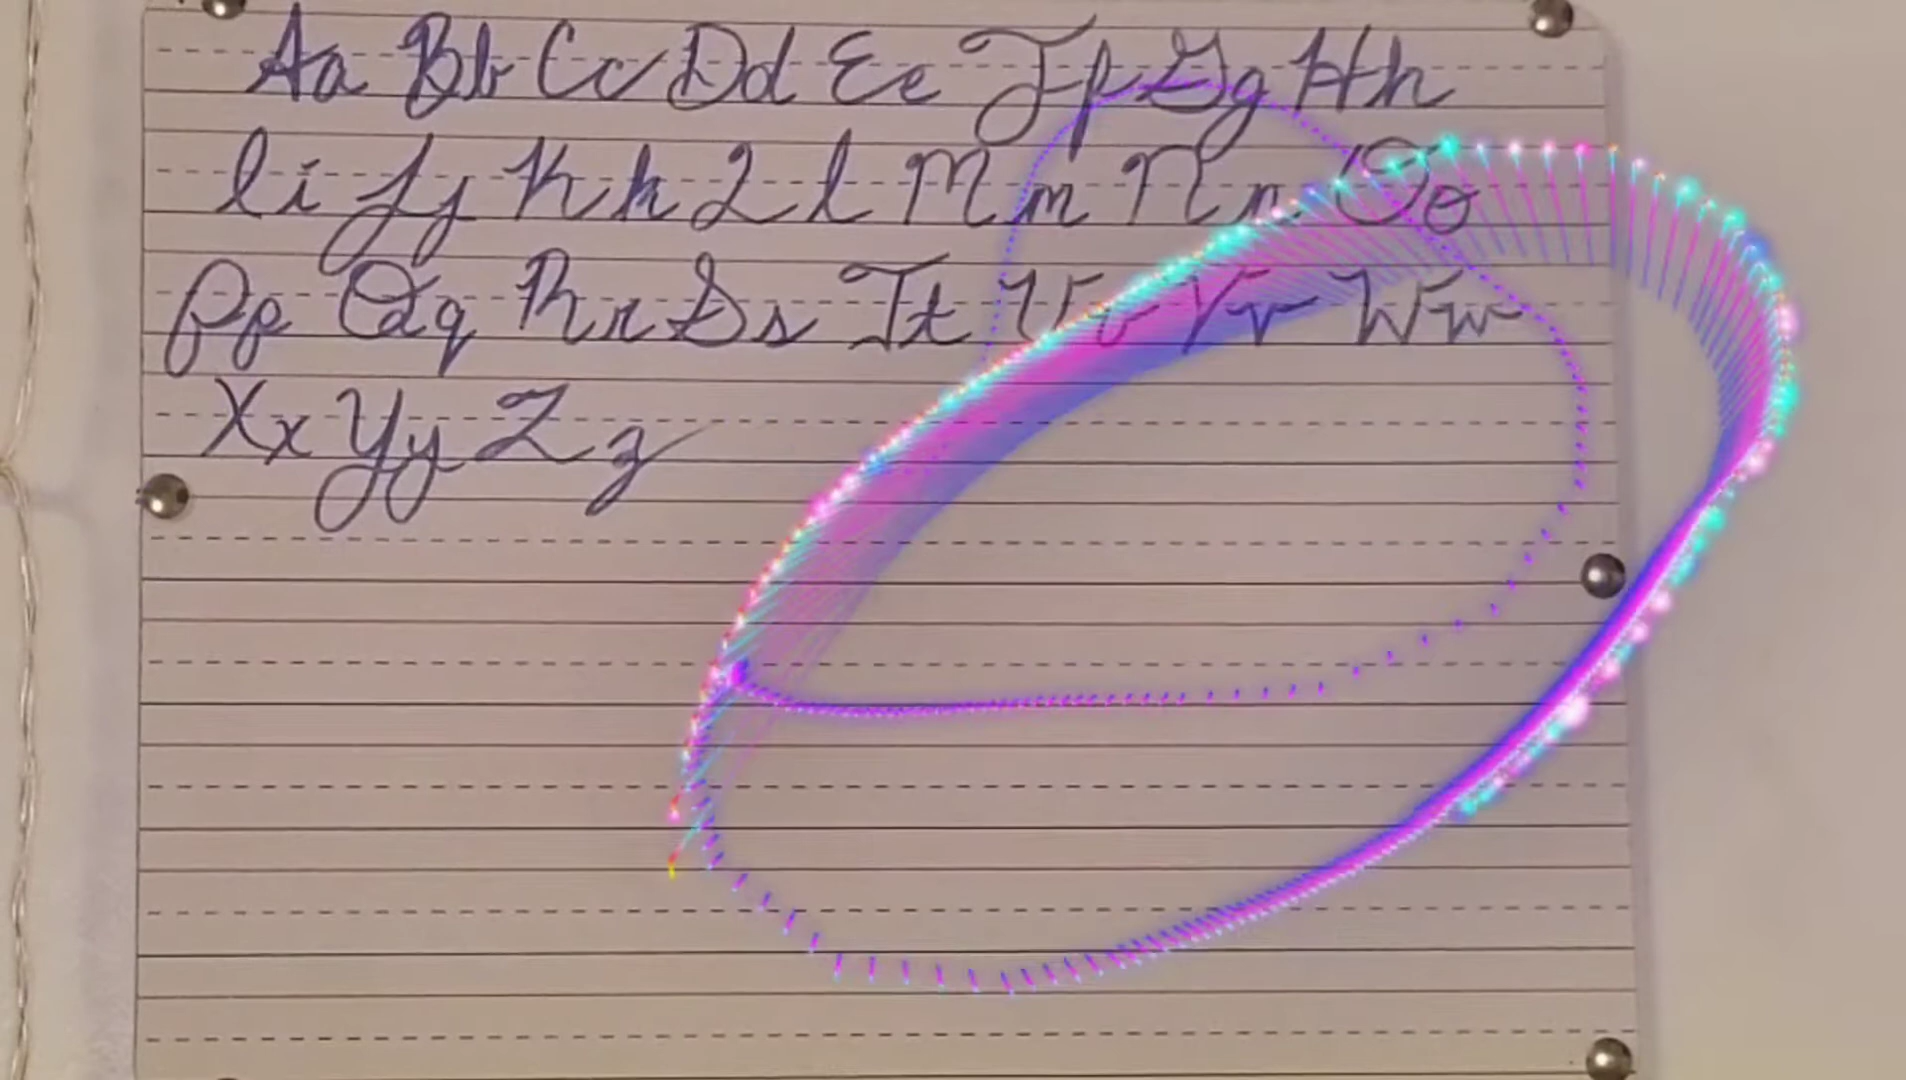 Aa Bb Cc Dd Ee Ff Gg Hh
Ii Jj Kk Ll Mm Nn Oo
Pp Qq Rr Ss Tt Uu Vv Ww
Xx Yy Zz